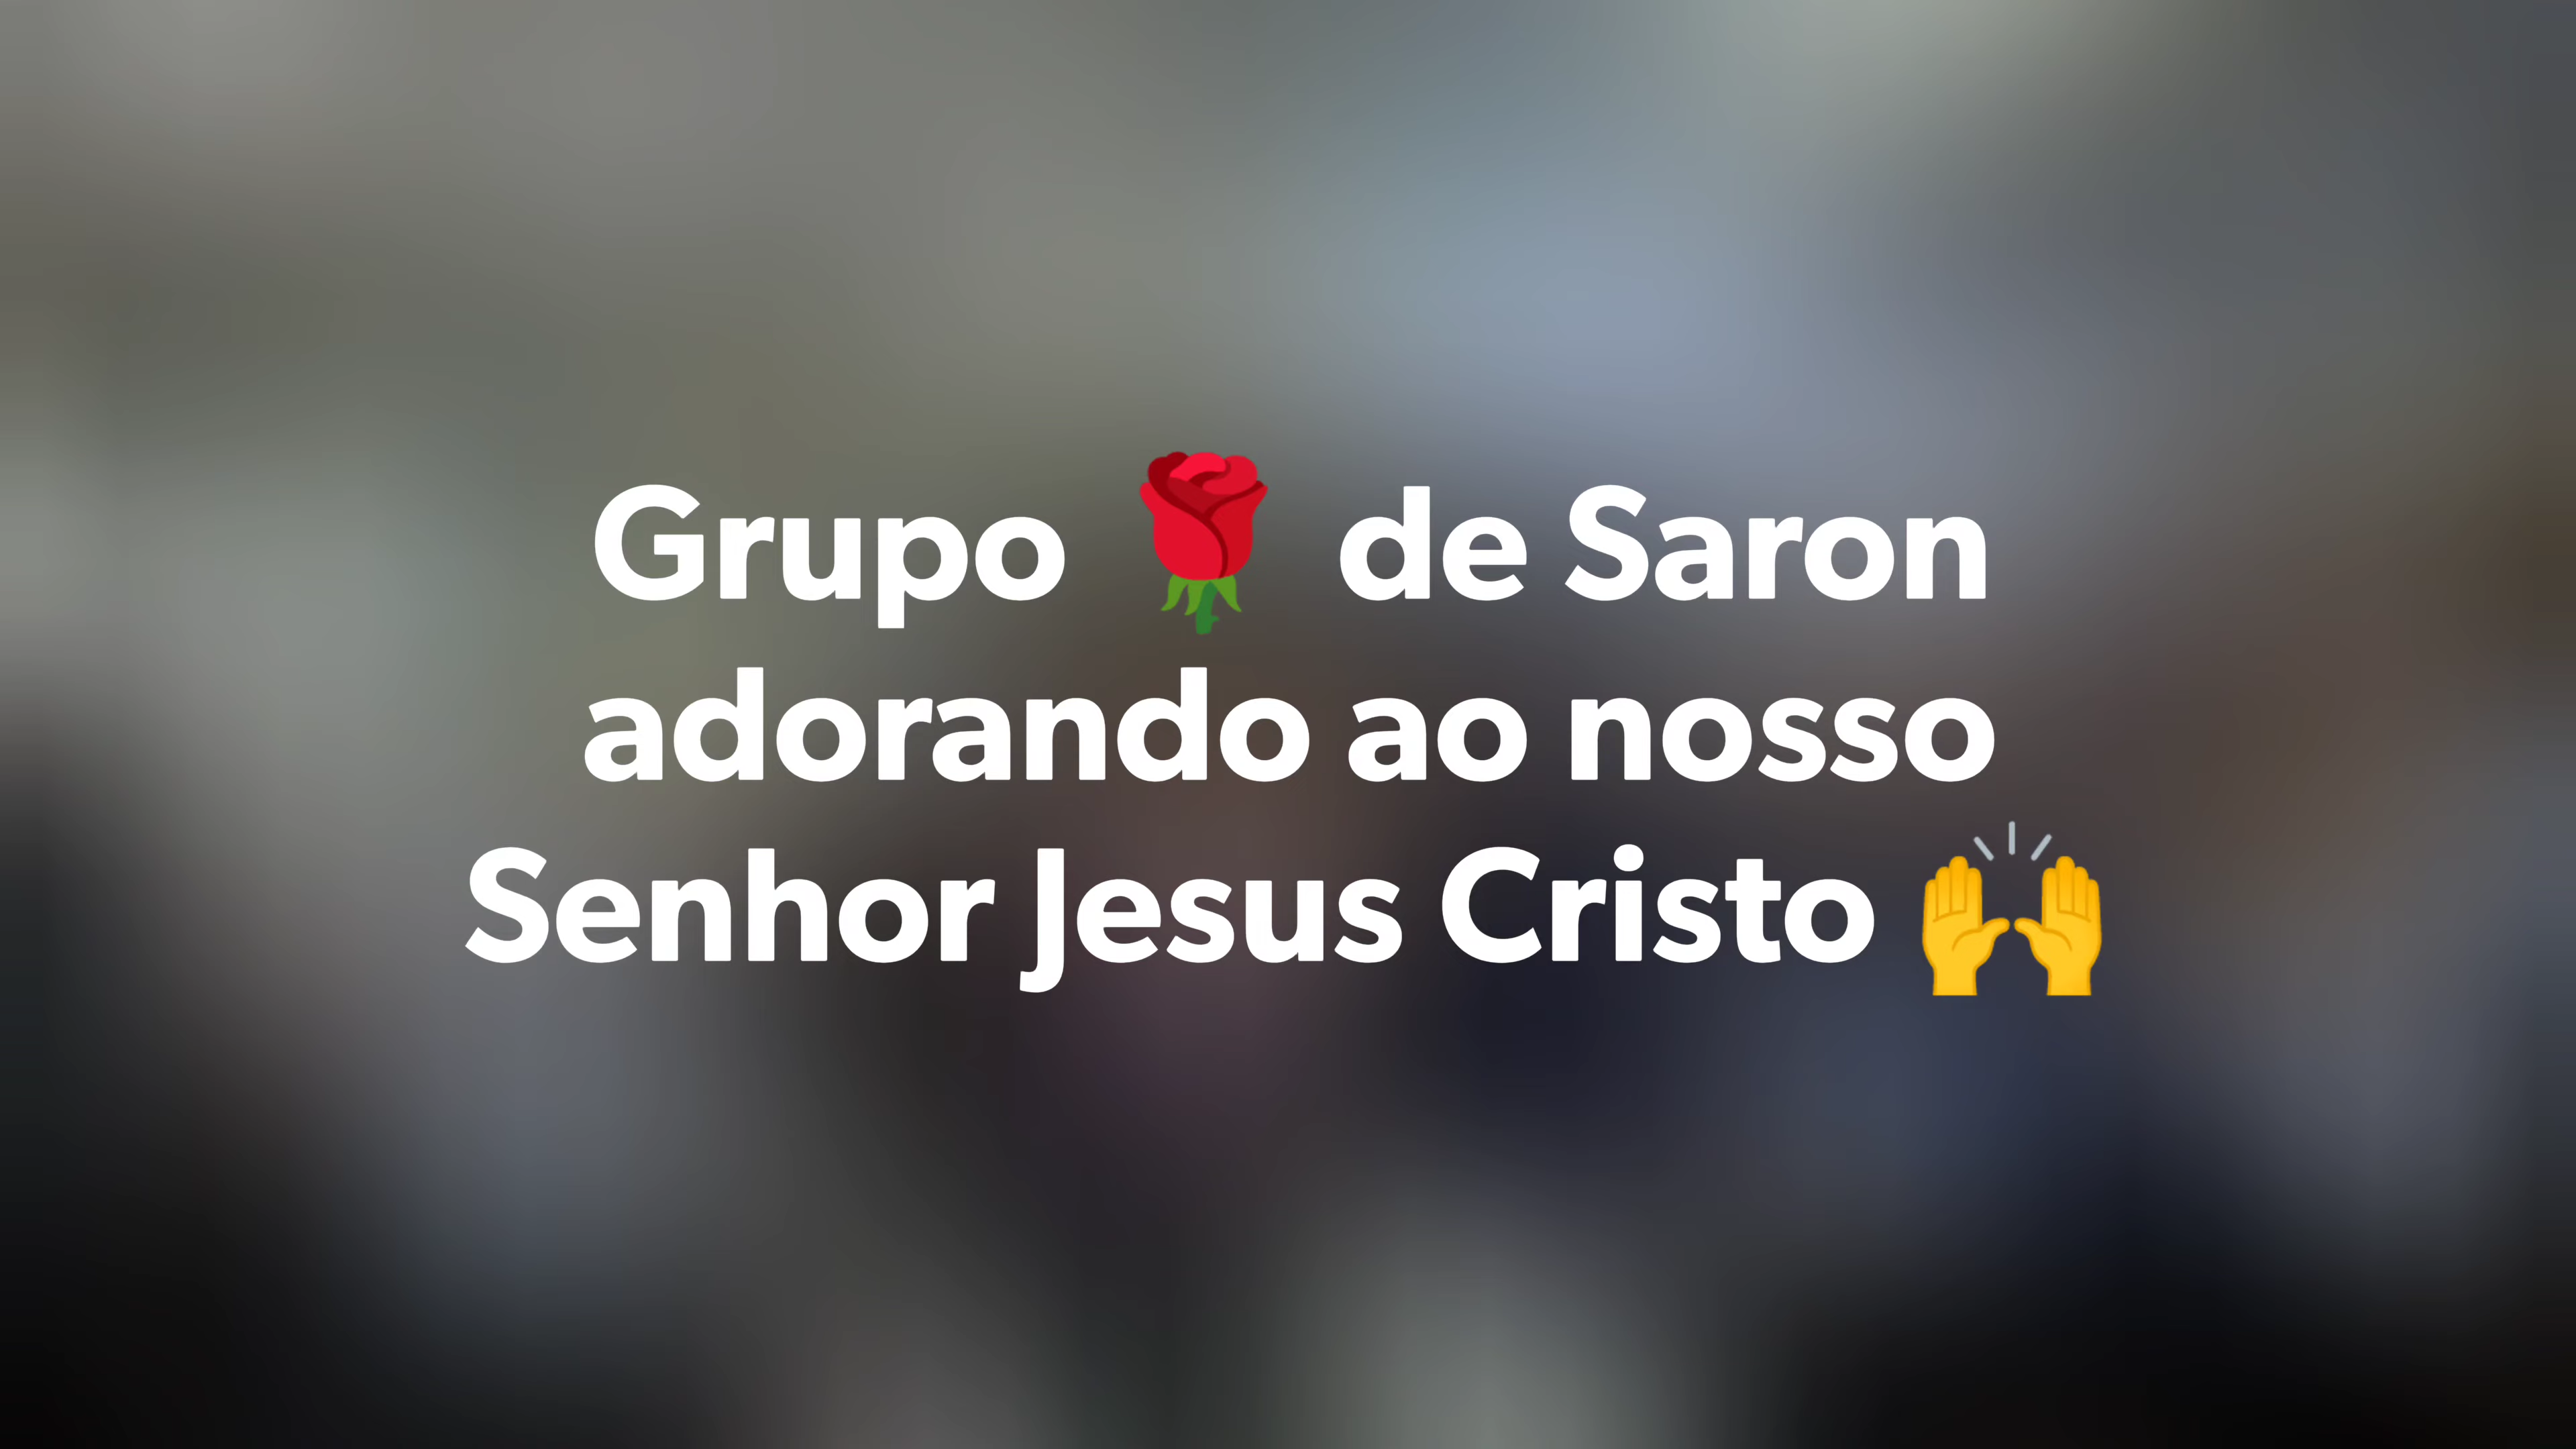 Grupo 🌹 de Saron
adorando ao nosso
Senhor Jesus Cristo 🙌